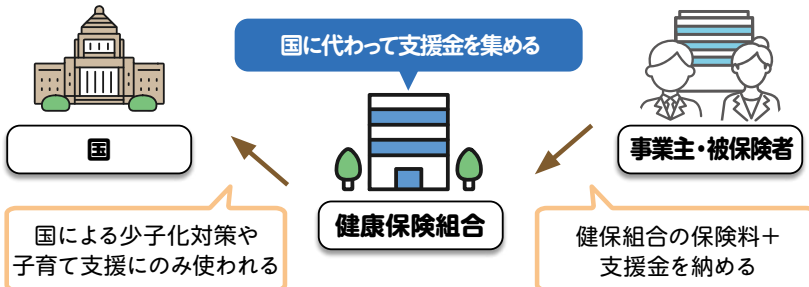 国に代わって支援金を集める
国
健康保険組合
事業主・被保険者
国による少子化対策や
子育て支援にのみ使われる
健保組合の保険料＋
支援金を納める